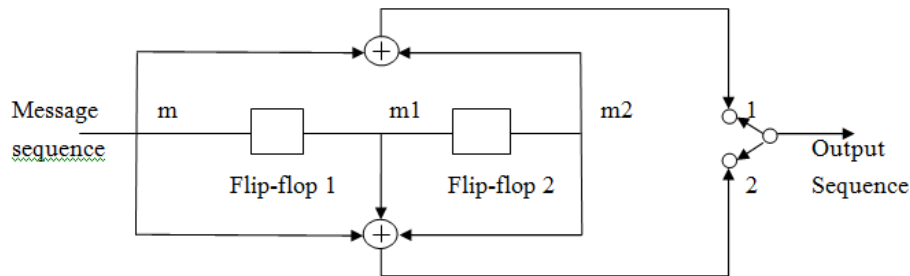 Message
sequence
m
m1
m2
Flip-flop 1
Flip-flop 2
+
+
1
2
Output
Sequence